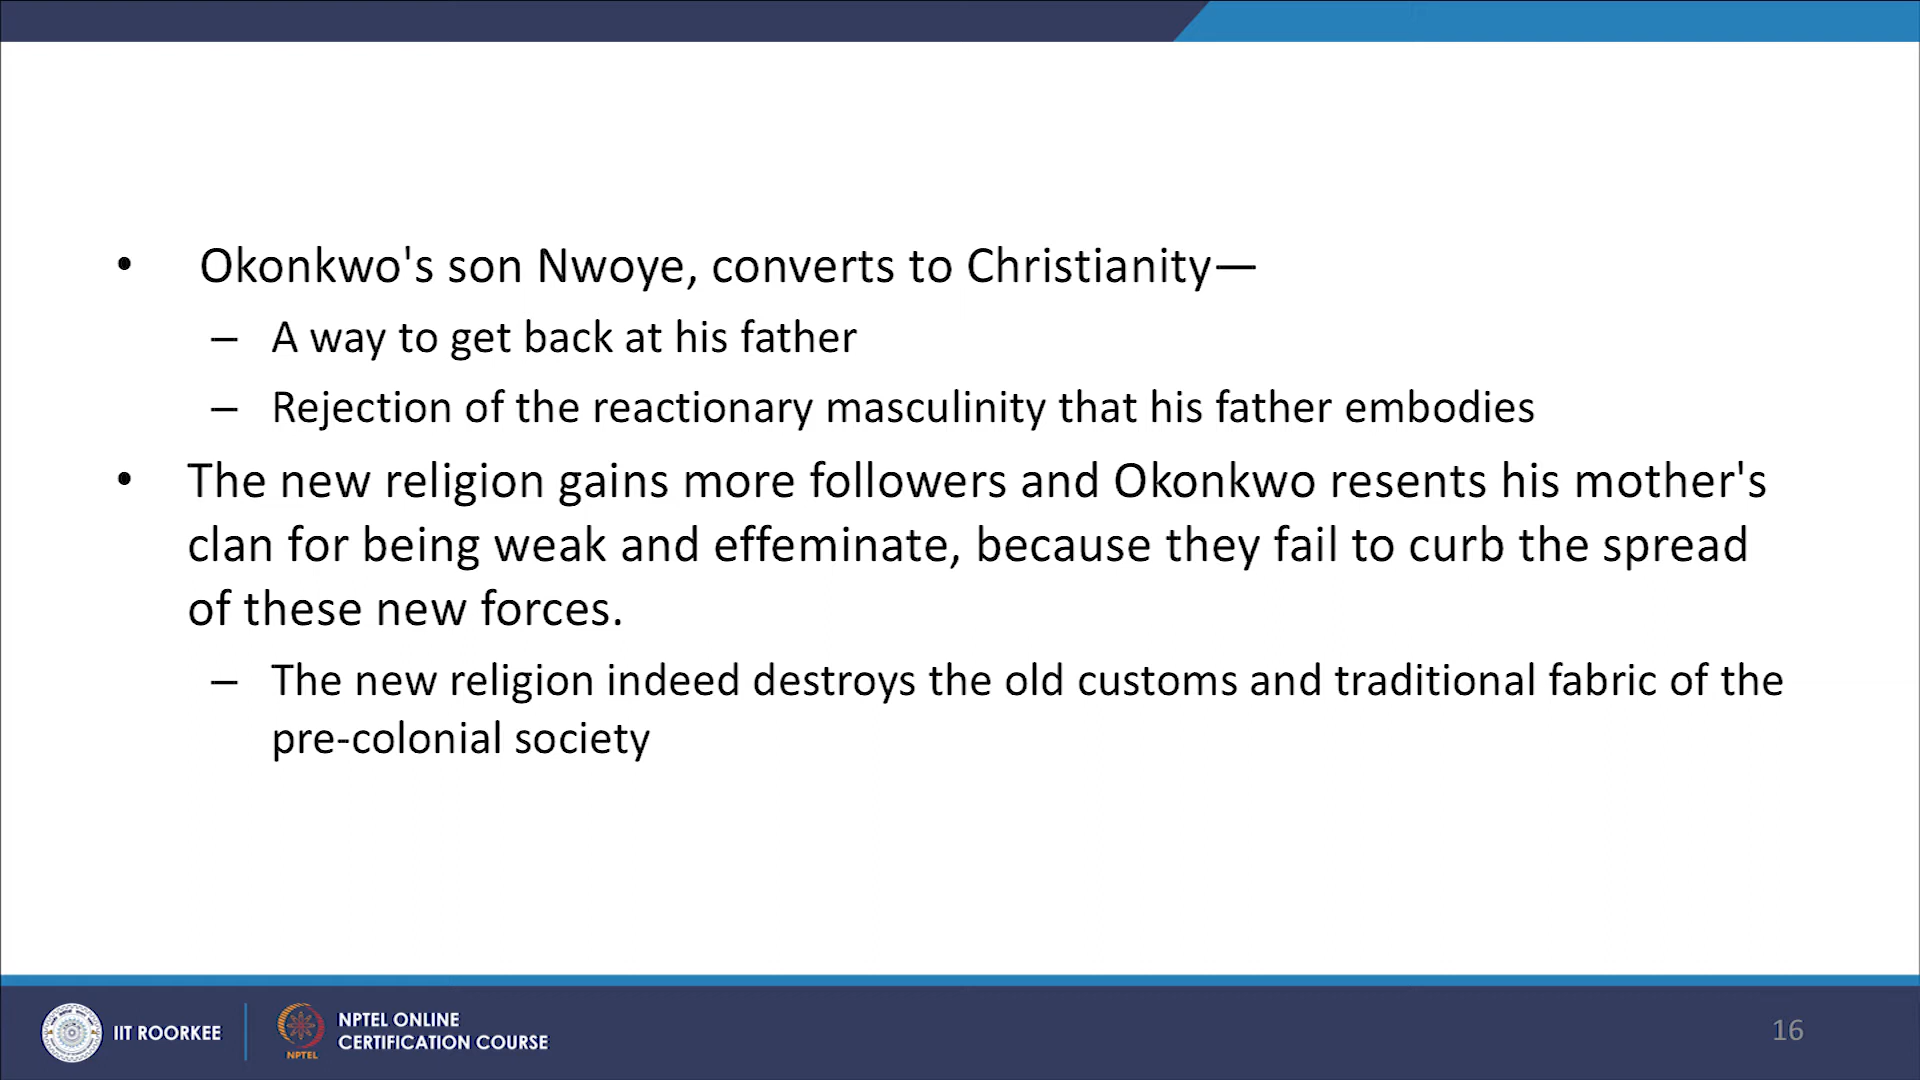 • Okonkwo's son Nwoye, converts to Christianity—
– A way to get back at his father
– Rejection of the reactionary masculinity that his father embodies
• The new religion gains more followers and Okonkwo resents his mother's
clan for being weak and effeminate, because they fail to curb the spread
of these new forces.
– The new religion indeed destroys the old customs and traditional fabric of the
pre-colonial society
IIT ROORKEE
NPTEL
NPTEL ONLINE
CERTIFICATION COURSE
16